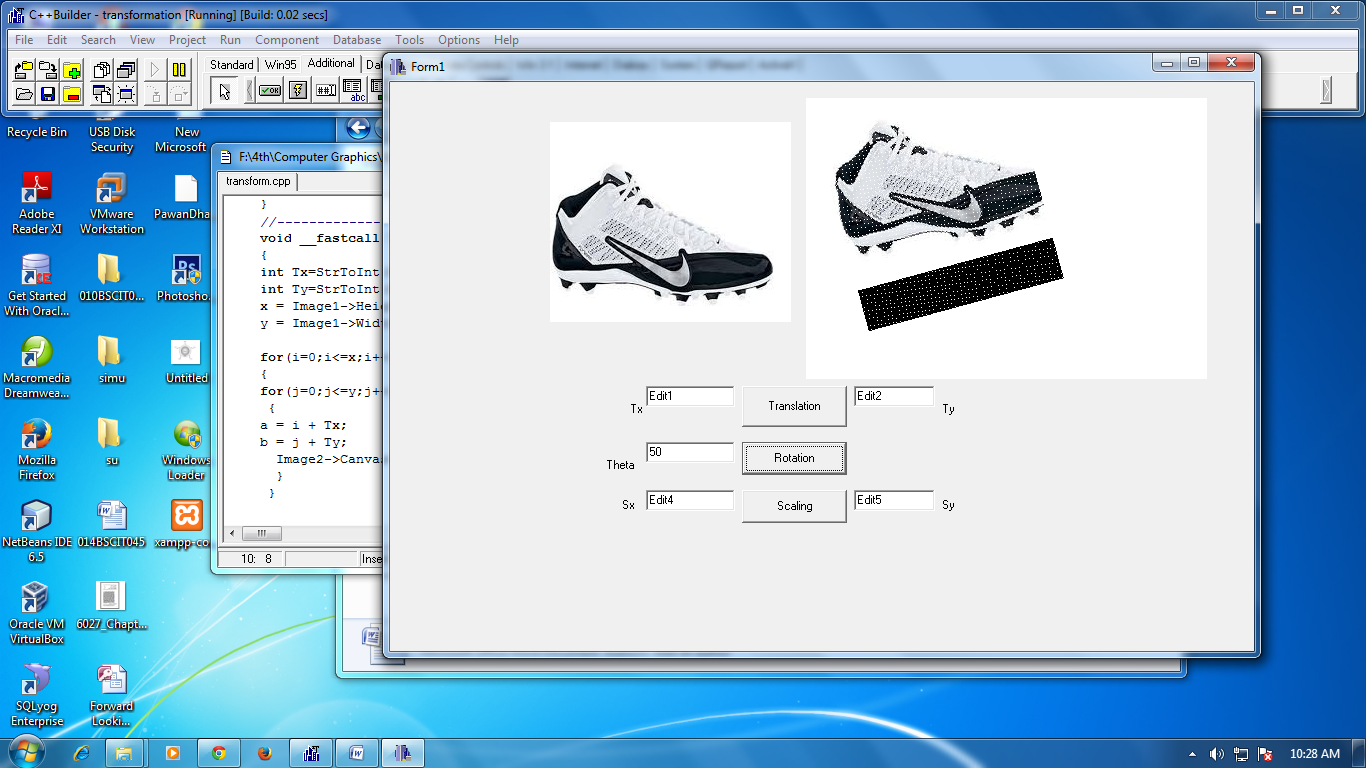 C++Builder - transformation [Running] [Build: 0.02 secs]
File Edit Search View Project Run Component Database Tools Options Help
Standard Win95 Additional
Form1
Recycle Bin
USB Disk Security
New Microsoft
Adobe Reader XI
VMware Workstation
PawanDha
Get Started With Oracl...
010BSCIT0...
Photosho.
Macromedia Dreamwea...
simu
Untitled
Mozilla Firefox
su
Windows Loader
NetBeans IDE 6.5
014BSCIT045
xampp-co
Oracle VM VirtualBox
6027_Chapt...
SQLyog Enterprise
Forward Looki...
F:\4th\Computer Graphics\
transform.cpp
}
//-------------
void __fastcall
{
int Tx=StrToInt
int Ty=StrToInt
x = Image1->Hei
y = Image1->Wid
for(i=0;i<=x;i+
{
for(j=0;j<=y;j+
{
a = i + Tx;
b = j + Ty;
Image2->Canva
}
}
10: 8 Inse
Tx Edit1 Translation Edit2 Ty
Theta 50 Rotation
Sx Edit4 Scaling Edit5 Sy
10:28 AM